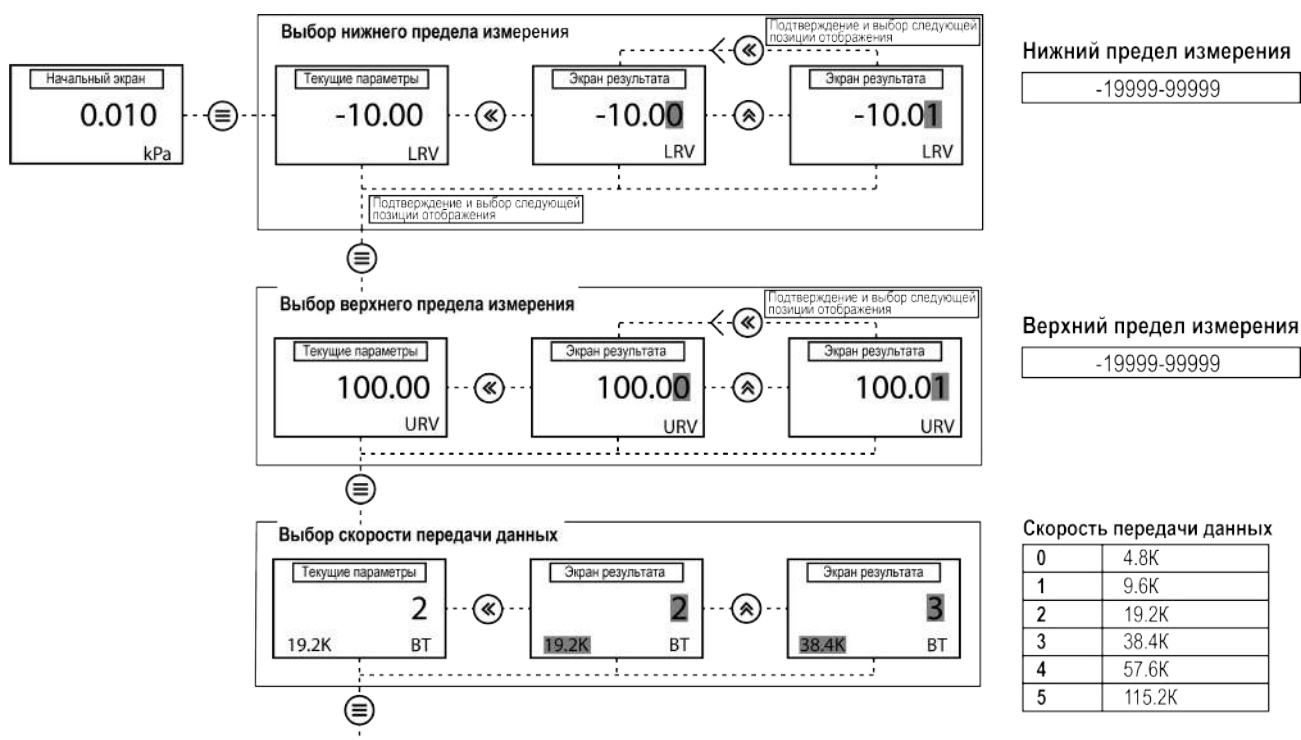 Выбор нижнего предела измерения
Подтверждение и выбор следующей
позиции отображения
Начальный экран
0.010
kPa
Текущие параметры
-10.00
LRV
Экран результата
-10.00
LRV
Экран результата
-10.01
LRV
Подтверждение и выбор следующей
позиции отображения
Нижний предел измерения
-19999-99999
Выбор верхнего предела измерения
Подтверждение и выбор следующей
позиции отображения
Текущие параметры
100.00
URV
Экран результата
100.00
URV
Экран результата
100.01
URV
Верхний предел измерения
-19999-99999
Выбор скорости передачи данных
Текущие параметры
2
19.2K BT
Экран результата
2
19.2K BT
Экран результата
3
38.4K BT
Скорость передачи данных
0 4.8K
1 9.6K
2 19.2K
3 38.4K
4 57.6K
5 115.2K